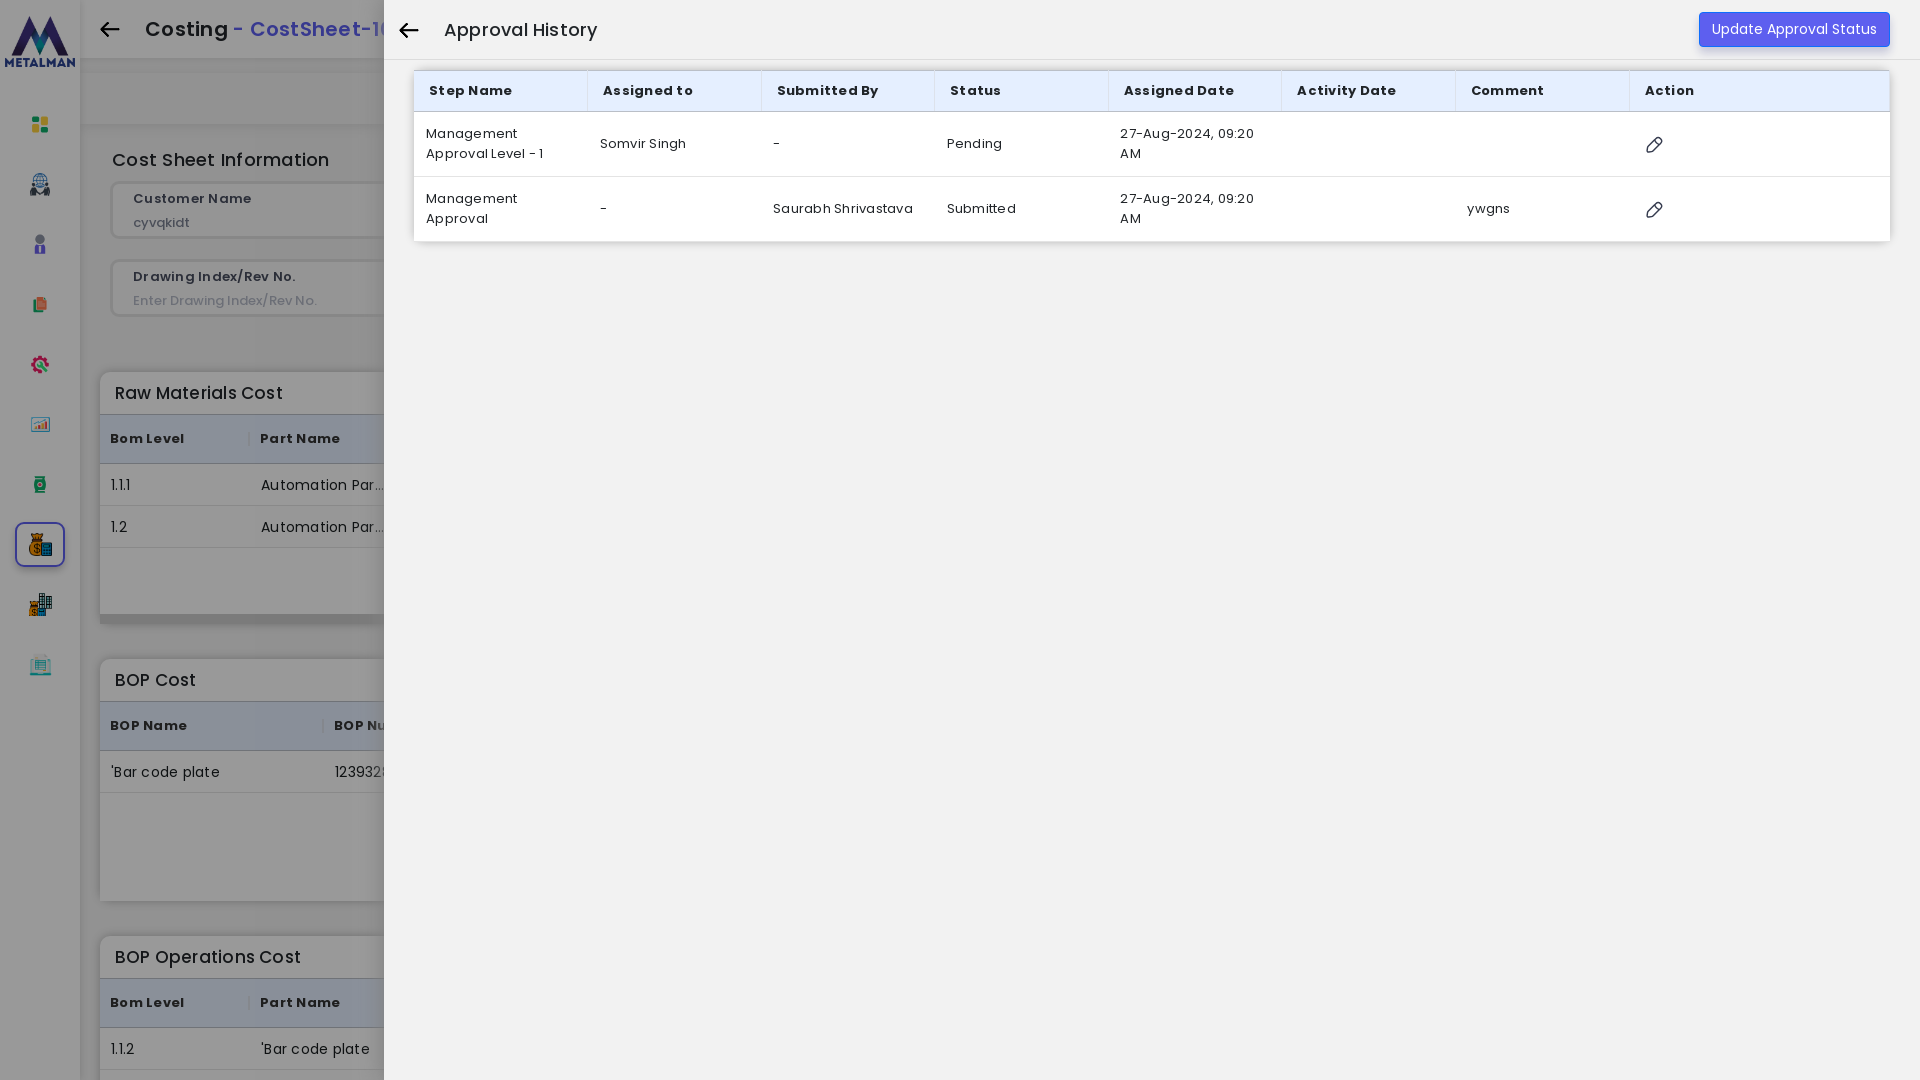 METALMAN
Costing - CostSheet-1
Approval History
Update Approval Status
Cost Sheet Information
Customer Name
cyvqkidt
Drawing Index/Rev No.
Enter Drawing Index/Rev No.
Raw Materials Cost
Bom Level Part Name
1.1.1 Automation Par...
1.2 Automation Par...
BOP Cost
BOP Name BOP Nu
'Bar code plate 123932
BOP Operations Cost
Bom Level Part Name
1.1.2 'Bar code plate
Step Name Assigned to Submitted By Status Assigned Date Activity Date Comment Action
Management Approval Level - 1 Somvir Singh - Pending 27-Aug-2024, 09:20 AM
Management Approval - Saurabh Shrivastava Submitted 27-Aug-2024, 09:20 AM ywgns